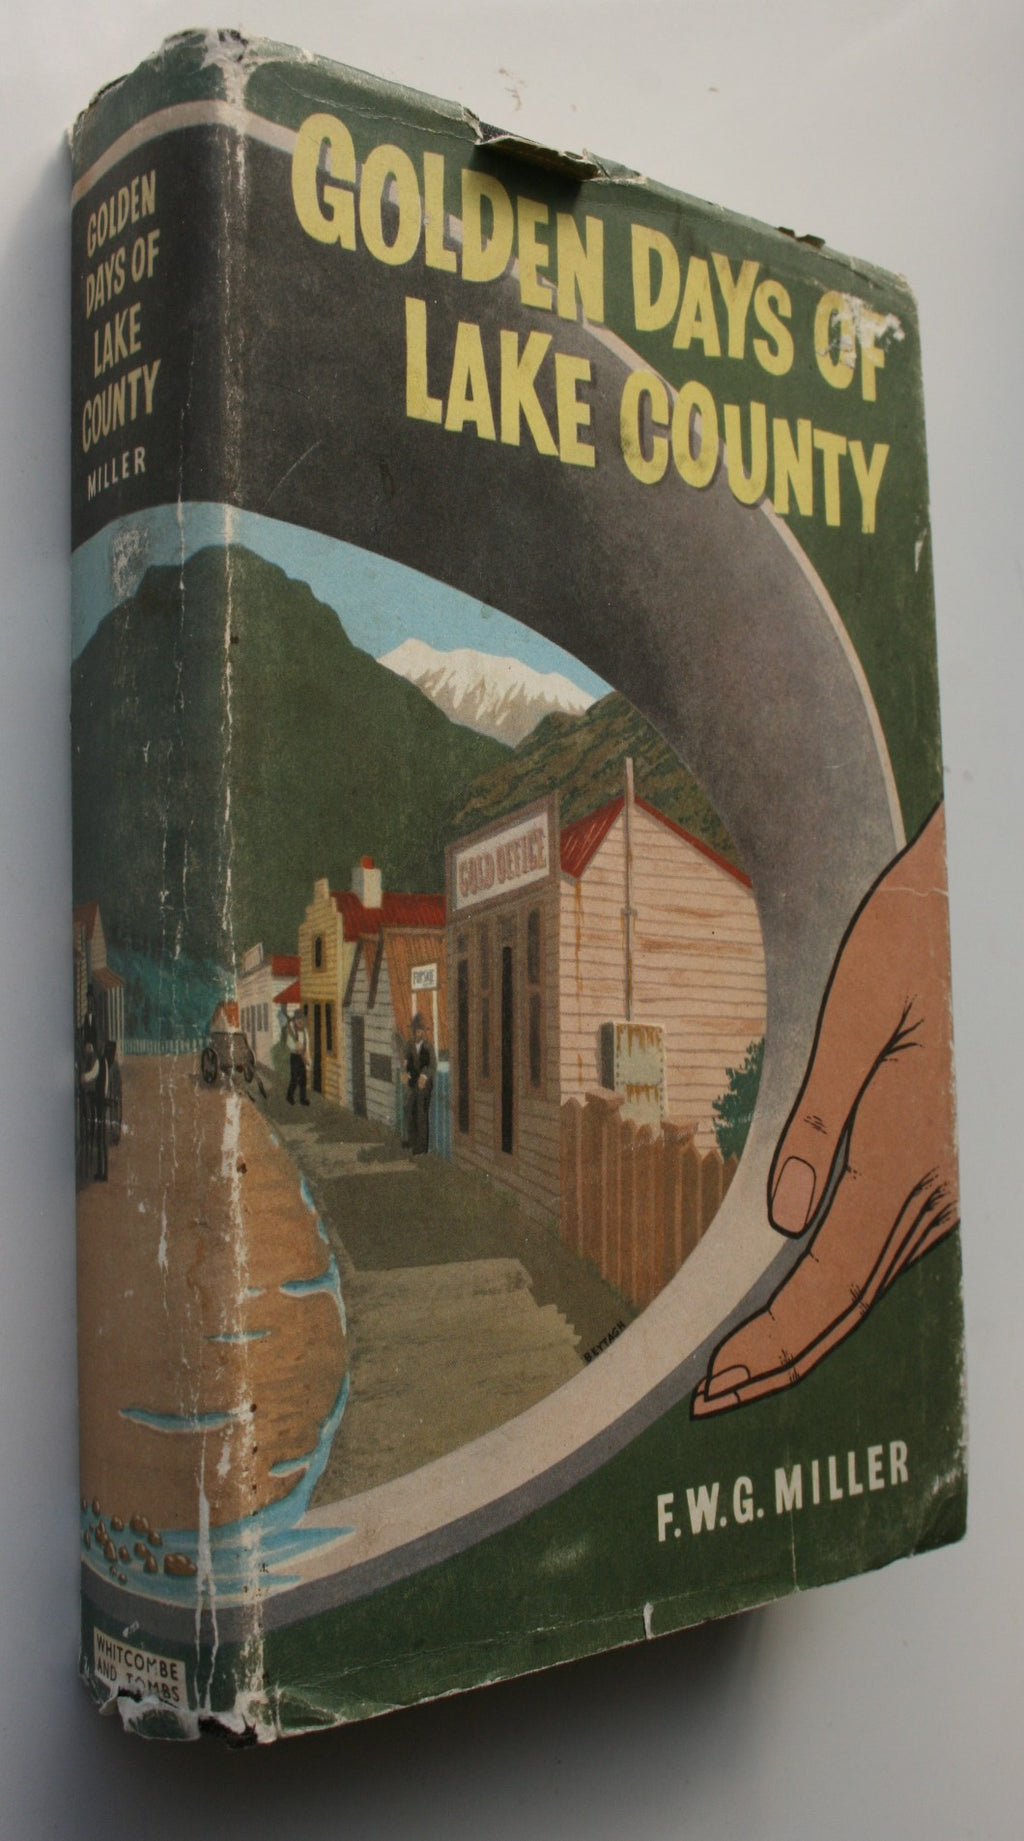 GOLDEN
DAYS OF
LAKE
COUNTY
MILLER
WHITCOMBE
AND TOMBS
GOLDEN DAYS OF
LAKE COUNTY
GOLD OFFICE
BEYTAGH
F.W.G. MILLER